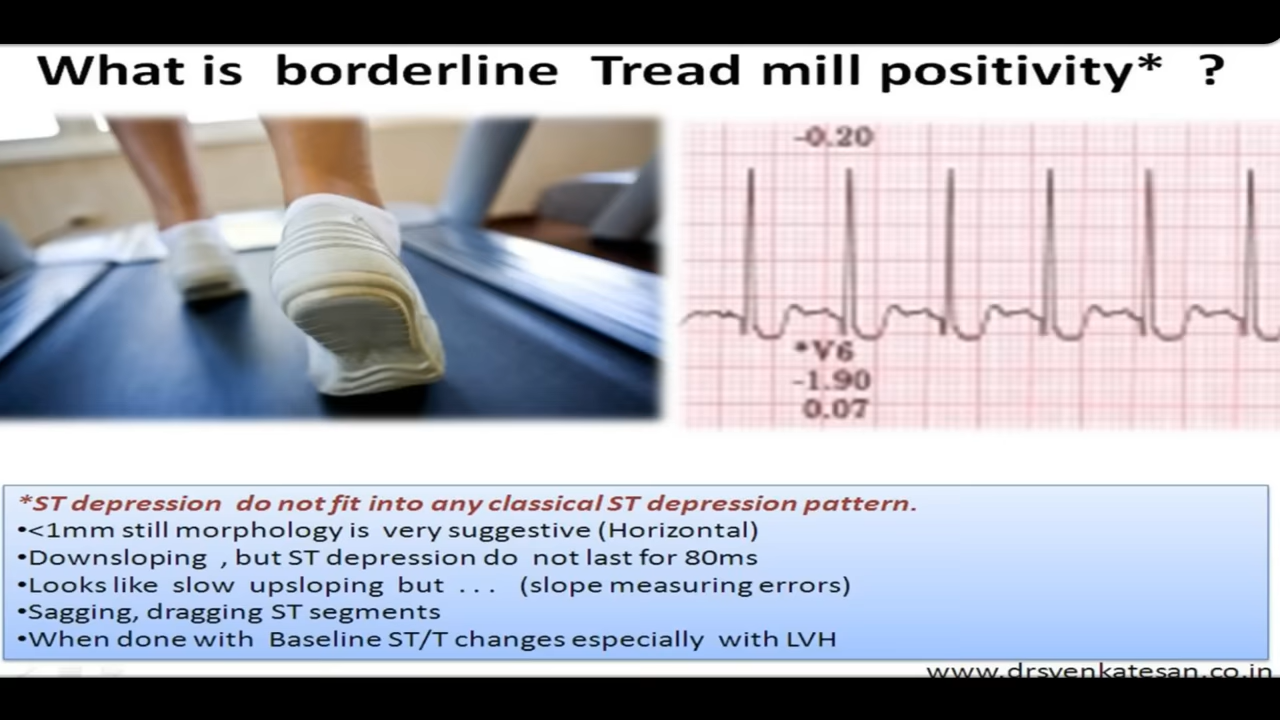 What is borderline Tread mill positivity* ?
-0.20
*V6
-1.90
0.07
*ST depression do not fit into any classical ST depression pattern.
•<1mm still morphology is very suggestive (Horizontal)
•Downsloping , but ST depression do not last for 80ms
•Looks like slow upsloping but ... (slope measuring errors)
•Sagging, dragging ST segments
•When done with Baseline ST/T changes especially with LVH
www.drsvenkatesan.co.in